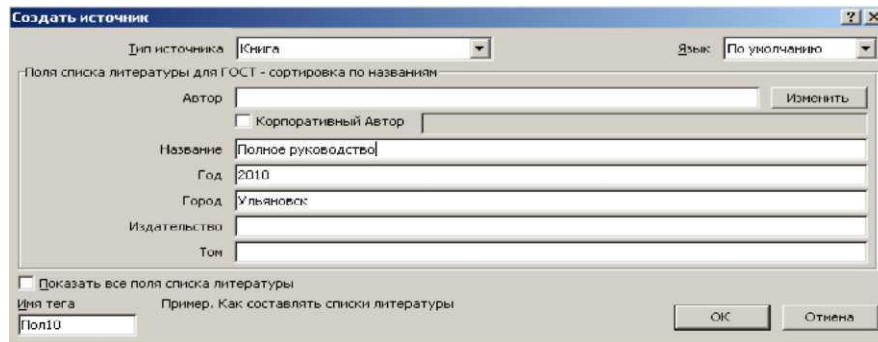 Создать источник
Тип источника Книга Язык По умолчанию
Поля списка литературы для ГОСТ - сортировка по названиям
Автор Изменить
Корпоративный Автор
Название Полное руководство
Год 2010
Город Ульяновск
Издательство
Том
Показать все поля списка литературы
Имя тега Пример. Как составлять списки литературы
Пол10 ОК Отмена